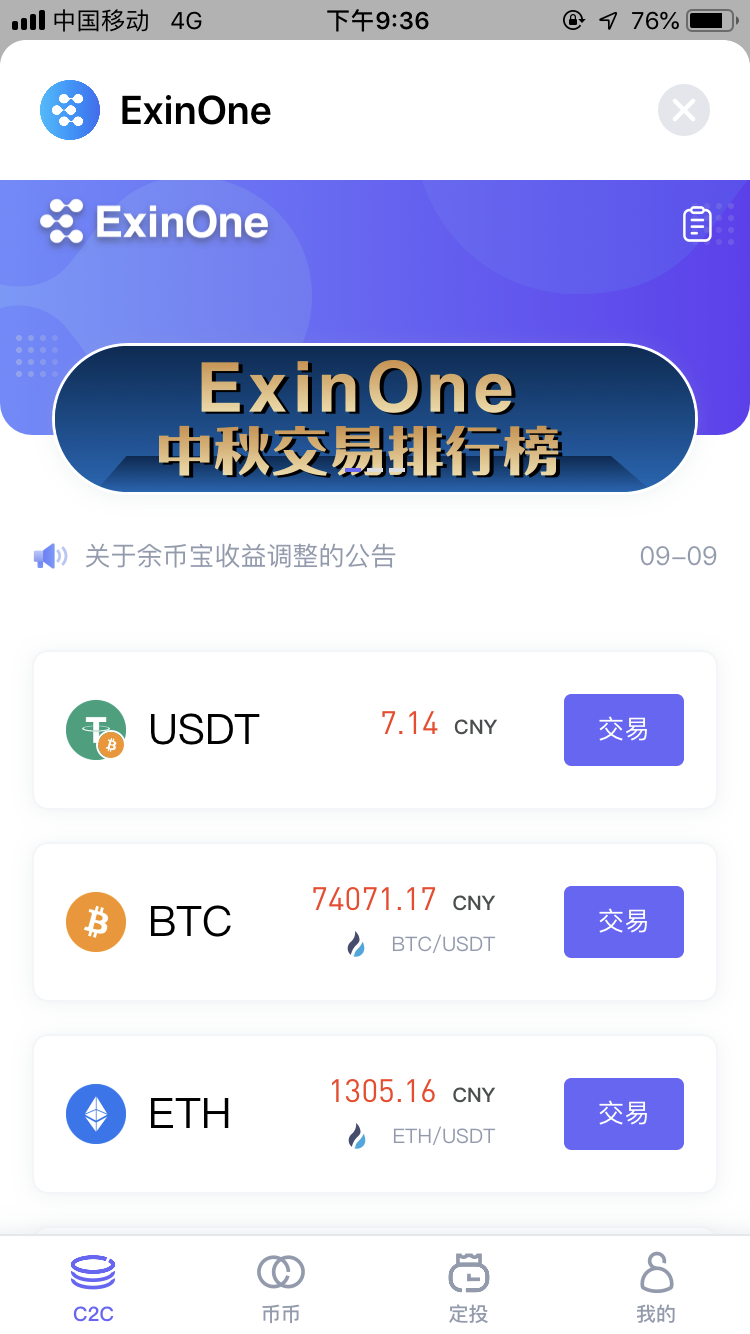 中国移动 4G 下午9:36 76%
ExinOne
ExinOne
ExinOne
中秋交易排行榜
关于余币宝收益调整的公告 09-09
USDT 7.14 CNY 交易
BTC 74071.17 CNY 交易
BTC/USDT
ETH 1305.16 CNY 交易
ETH/USDT
C2C 币币 定投 我的